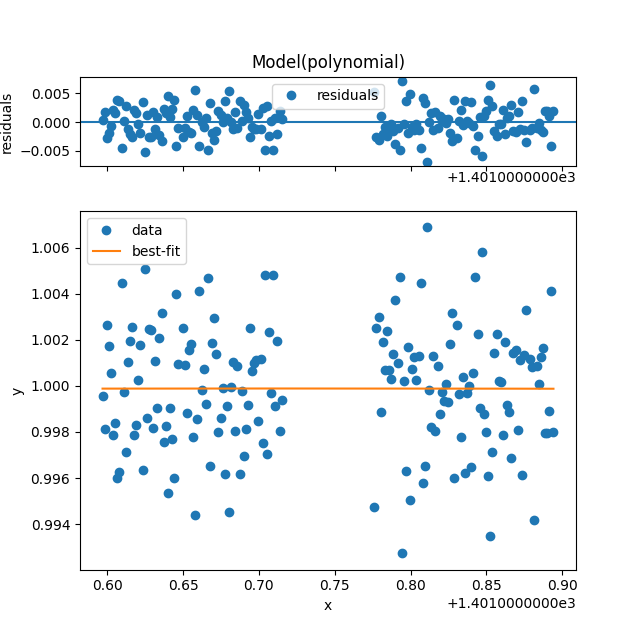 Model(polynomial)
residuals
0.005
0.000
−0.005
residuals
+1.4010000000e3
y
1.006
1.004
1.002
1.000
0.998
0.996
0.994
data
best-fit
0.60 0.65 0.70 0.75 0.80 0.85 0.90
x
+1.4010000000e3